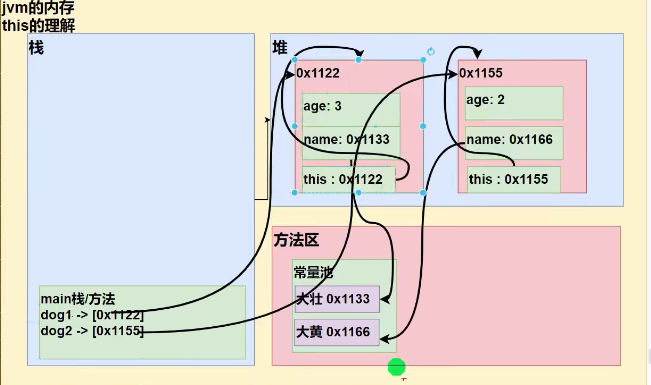 jvm的内存
this的理解
栈
堆
0x1122
age: 3
name: 0x1133
this : 0x1122
0x1155
age: 2
name: 0x1166
this : 0x1155
方法区
常量池
大壮 0x1133
大黄 0x1166
main栈/方法
dog1 -> [0x1122]
dog2 -> [0x1155]